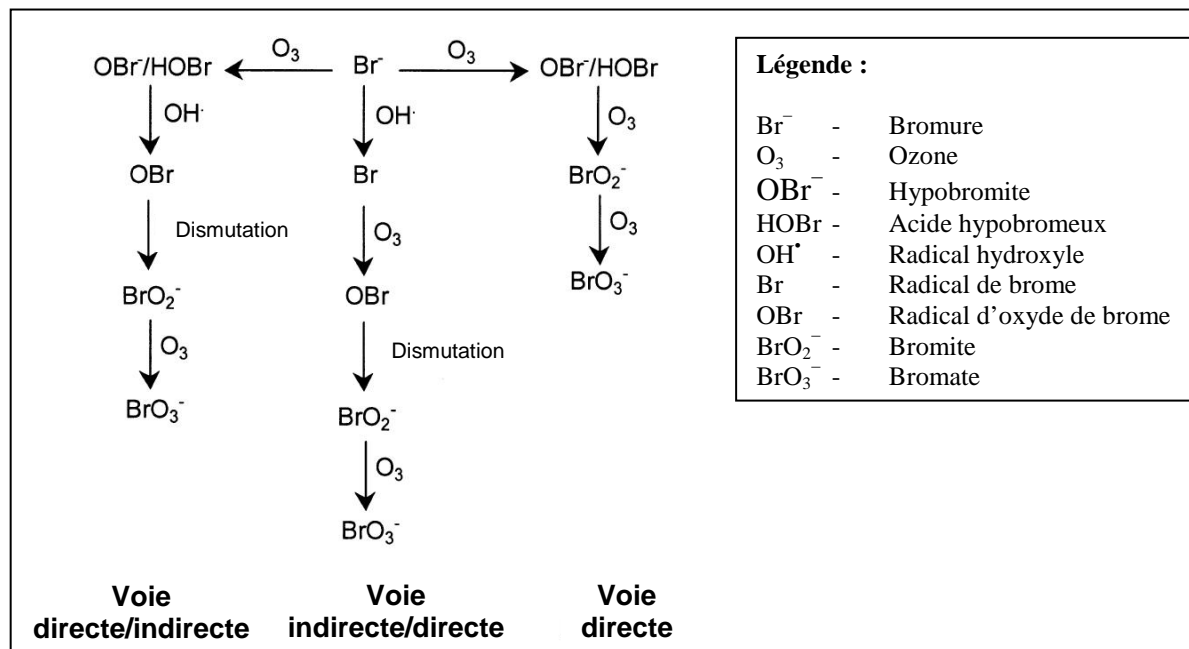 OBr⁻/HOBr O₃ Br⁻ O₃ OBr⁻/HOBr
OH· OH· O₃
OBr Br BrO₂⁻
Dismutation O₃ O₃
BrO₂⁻ OBr BrO₃⁻
O₃ Dismutation
BrO₃⁻ BrO₂⁻
O₃
BrO₃⁻
Voie directe/indirecte
Voie indirecte/directe
Voie directe
Légende :
Br⁻ - Bromure
O₃ - Ozone
OBr⁻ - Hypobromite
HOBr - Acide hypobromeux
OH• - Radical hydroxyle
Br - Radical de brome
OBr - Radical d'oxyde de brome
BrO₂⁻ - Bromite
BrO₃⁻ - Bromate